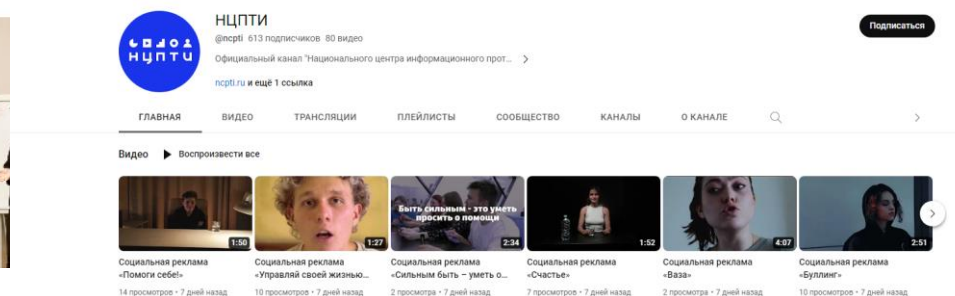 НЦПТИ
@ncpti 613 подписчиков 80 видео
Официальный канал "Национального центра информационного прот...
ncpti.ru и ещё 1 ссылка
Подписаться
НЦПТИ
ГЛАВНАЯ ВИДЕО ТРАНСЛЯЦИИ ПЛЕЙЛИСТЫ СООБЩЕСТВО КАНАЛЫ О КАНАЛЕ
Видео Воспроизвести все
Быть сильным - это уметь
просить о помощи
1:50 1:27 2:34 1:52 4:07 2:51
Социальная реклама
«Помоги себе!»
14 просмотров • 7 дней назад
Социальная реклама
«Управляй своей жизнью...
10 просмотров • 7 дней назад
Социальная реклама
«Сильным быть – уметь о...
2 просмотра • 7 дней назад
Социальная реклама
«Счастье»
7 просмотров • 7 дней назад
Социальная реклама
«Ваза»
2 просмотра • 7 дней назад
Социальная реклама
«Буллинг»
10 просмотров • 7 дней назад